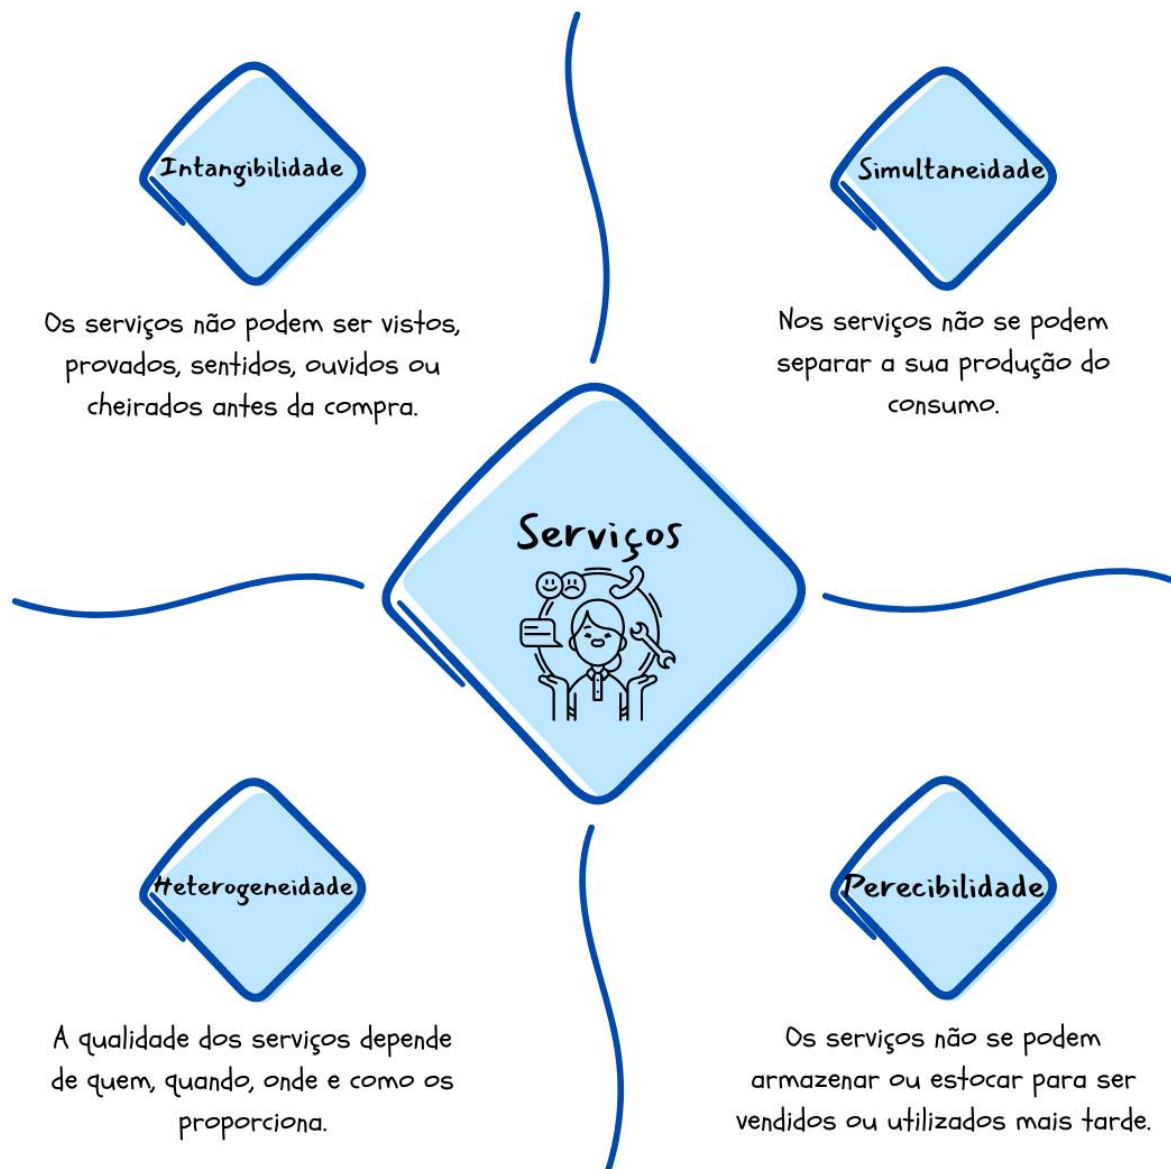 Intangibilidade
Os serviços não podem ser vistos,
provados, sentidos, ouvidos ou
cheirados antes da compra.
Simultaneidade
Nos serviços não se podem
separar a sua produção do
consumo.
Serviços
Heterogeneidade
A qualidade dos serviços depende
de quem, quando, onde e como os
proporciona.
Perecibilidade
Os serviços não se podem
armazenar ou estocar para ser
vendidos ou utilizados mais tarde.